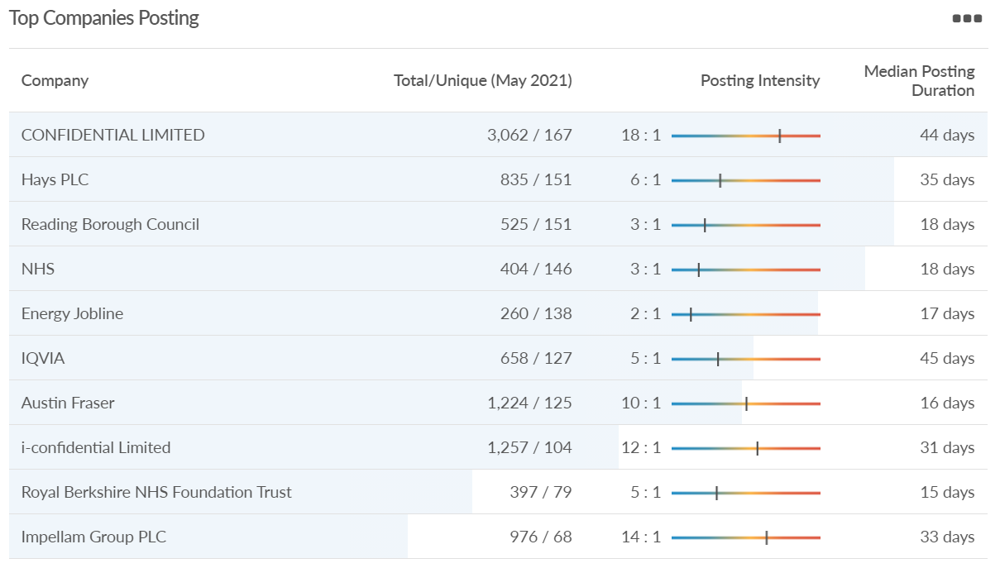 Top Companies Posting
Company Total/Unique (May 2021) Posting Intensity Median Posting Duration
CONFIDENTIAL LIMITED 3,062 / 167 18 : 1 44 days
Hays PLC 835 / 151 6 : 1 35 days
Reading Borough Council 525 / 151 3 : 1 18 days
NHS 404 / 146 3 : 1 18 days
Energy Jobline 260 / 138 2 : 1 17 days
IQVIA 658 / 127 5 : 1 45 days
Austin Fraser 1,224 / 125 10 : 1 16 days
i-confidential Limited 1,257 / 104 12 : 1 31 days
Royal Berkshire NHS Foundation Trust 397 / 79 5 : 1 15 days
Impellam Group PLC 976 / 68 14 : 1 33 days